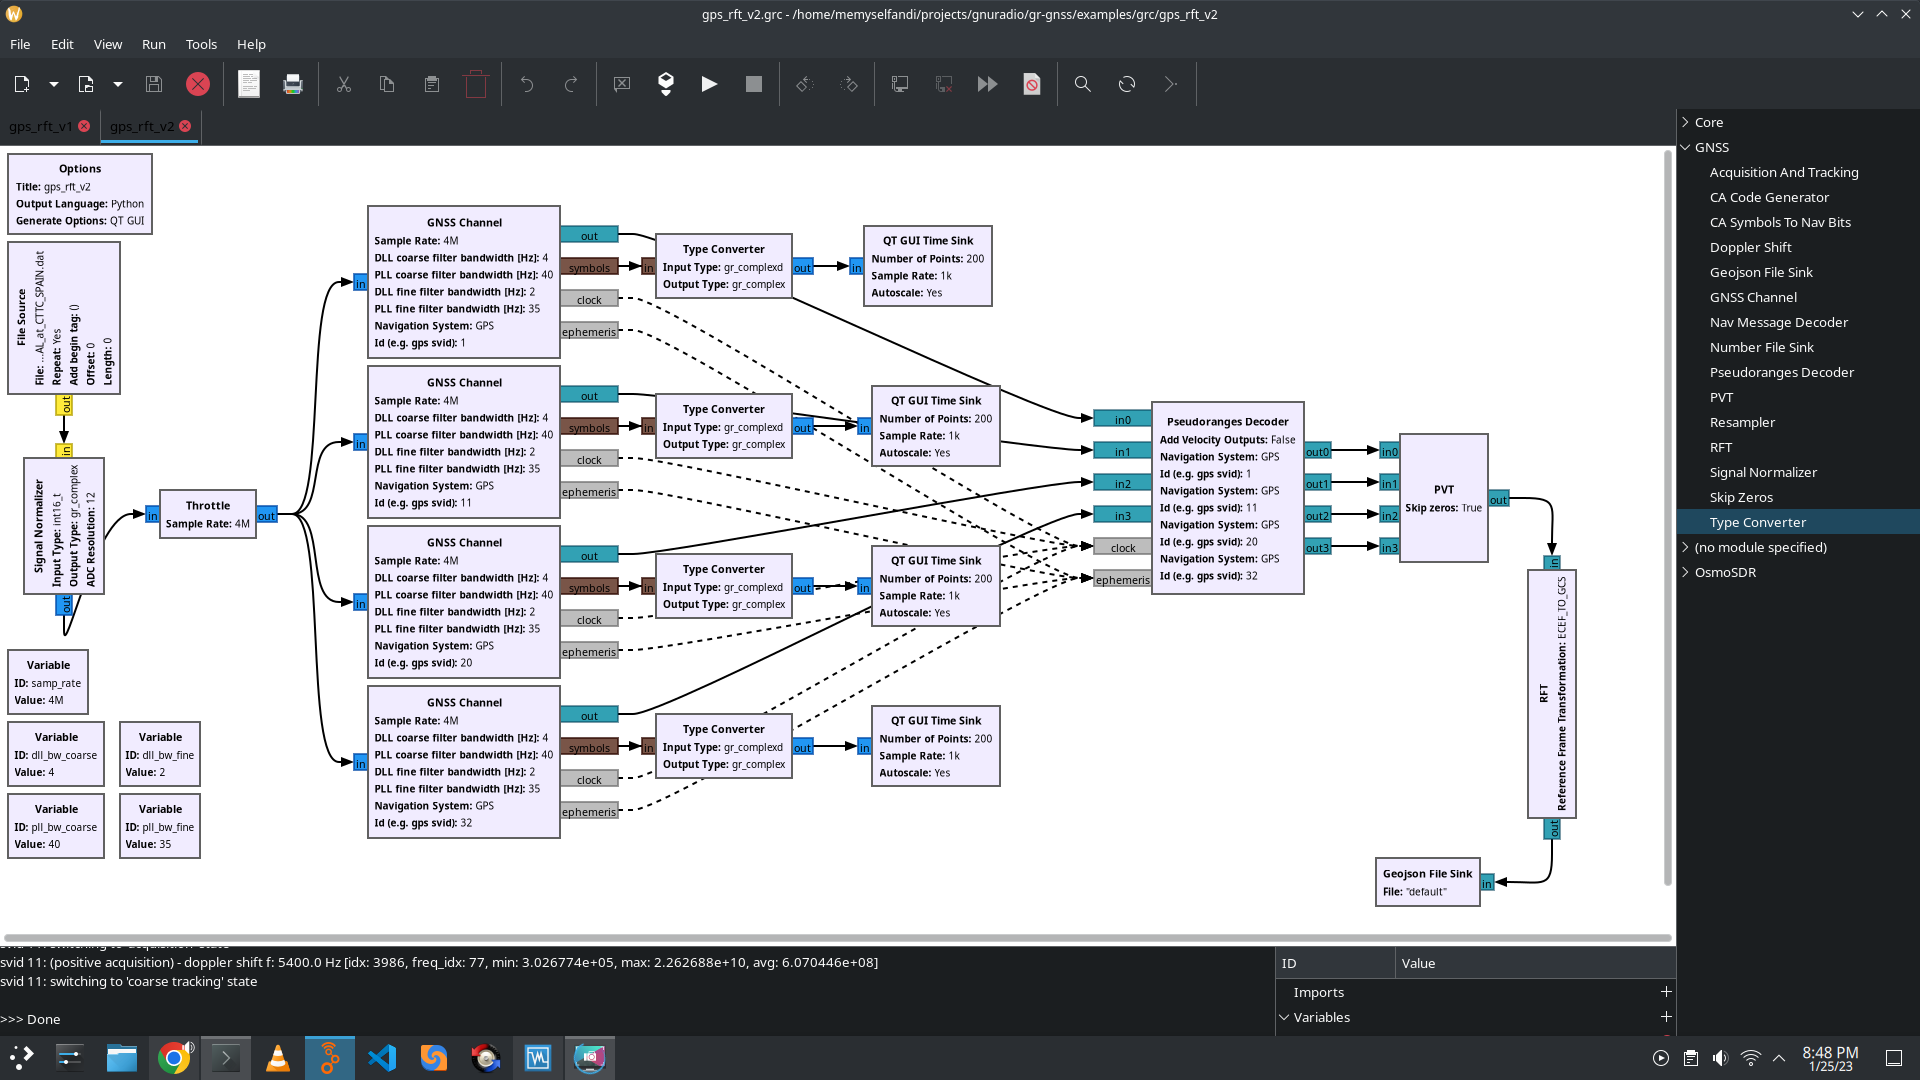 gps_rft_v2.grc - /home/memyselfandi/projects/gnuradio/gr-gnss/examples/grc/gps_rft_v2
File Edit View Run Tools Help
gps_rft_v1
gps_rft_v2
Options
Title: gps_rft_v2
Output Language: Python
Generate Options: QT GUI
File Source
File: ...AL_at_CTTC_SPAIN.dat
Repeat: Yes
Add begin tag: ()
Offset: 0
Length: 0
out
in
Signal Normalizer
Input Type: int16_t
Output Type: gr_complex
ADC Resolution: 12
out
in
Throttle
Sample Rate: 4M
out
Variable
ID: samp_rate
Value: 4M
Variable
ID: dll_bw_coarse
Value: 4
Variable
ID: dll_bw_fine
Value: 2
Variable
ID: pll_bw_coarse
Value: 40
Variable
ID: pll_bw_fine
Value: 35
in
GNSS Channel
Sample Rate: 4M
DLL coarse filter bandwidth [Hz]: 4
PLL coarse filter bandwidth [Hz]: 40
DLL fine filter bandwidth [Hz]: 2
PLL fine filter bandwidth [Hz]: 35
Navigation System: GPS
Id (e.g. gps svid): 1
out
symbols
clock
ephemeris
in
Type Converter
Input Type: gr_complexd
Output Type: gr_complex
out
in
QT GUI Time Sink
Number of Points: 200
Sample Rate: 1k
Autoscale: Yes
in
GNSS Channel
Sample Rate: 4M
DLL coarse filter bandwidth [Hz]: 4
PLL coarse filter bandwidth [Hz]: 40
DLL fine filter bandwidth [Hz]: 2
PLL fine filter bandwidth [Hz]: 35
Navigation System: GPS
Id (e.g. gps svid): 11
out
symbols
clock
ephemeris
in
Type Converter
Input Type: gr_complexd
Output Type: gr_complex
out
in
QT GUI Time Sink
Number of Points: 200
Sample Rate: 1k
Autoscale: Yes
in
GNSS Channel
Sample Rate: 4M
DLL coarse filter bandwidth [Hz]: 4
PLL coarse filter bandwidth [Hz]: 40
DLL fine filter bandwidth [Hz]: 2
PLL fine filter bandwidth [Hz]: 35
Navigation System: GPS
Id (e.g. gps svid): 20
out
symbols
clock
ephemeris
in
Type Converter
Input Type: gr_complexd
Output Type: gr_complex
out
in
QT GUI Time Sink
Number of Points: 200
Sample Rate: 1k
Autoscale: Yes
in
GNSS Channel
Sample Rate: 4M
DLL coarse filter bandwidth [Hz]: 4
PLL coarse filter bandwidth [Hz]: 40
DLL fine filter bandwidth [Hz]: 2
PLL fine filter bandwidth [Hz]: 35
Navigation System: GPS
Id (e.g. gps svid): 32
out
symbols
clock
ephemeris
in
Type Converter
Input Type: gr_complexd
Output Type: gr_complex
out
in
QT GUI Time Sink
Number of Points: 200
Sample Rate: 1k
Autoscale: Yes
in0
in1
in2
in3
clock
ephemeris
Pseudoranges Decoder
Add Velocity Outputs: False
Navigation System: GPS
Id (e.g. gps svid): 1
Navigation System: GPS
Id (e.g. gps svid): 11
Navigation System: GPS
Id (e.g. gps svid): 20
Navigation System: GPS
Id (e.g. gps svid): 32
out0
out1
out2
out3
in0
in1
in2
in3
PVT
Skip zeros: True
out
in
RFT
Reference Frame Transformation: ECEF_TO_GCS
out
Geojson File Sink
File: "default"
in
Core
GNSS
Acquisition And Tracking
CA Code Generator
CA Symbols To Nav Bits
Doppler Shift
Geojson File Sink
GNSS Channel
Nav Message Decoder
Number File Sink
Pseudoranges Decoder
PVT
Resampler
RFT
Signal Normalizer
Skip Zeros
Type Converter
(no module specified)
OsmoSDR
svid 11: switching to 'acquisition' state
svid 11: (positive acquisition) - doppler shift f: 5400.0 Hz [idx: 3986, freq_idx: 77, min: 3.026774e+05, max: 2.262688e+10, avg: 6.070446e+08]
svid 11: switching to 'coarse tracking' state
>>> Done
ID Value
Imports
Variables
8:48 PM
1/25/23